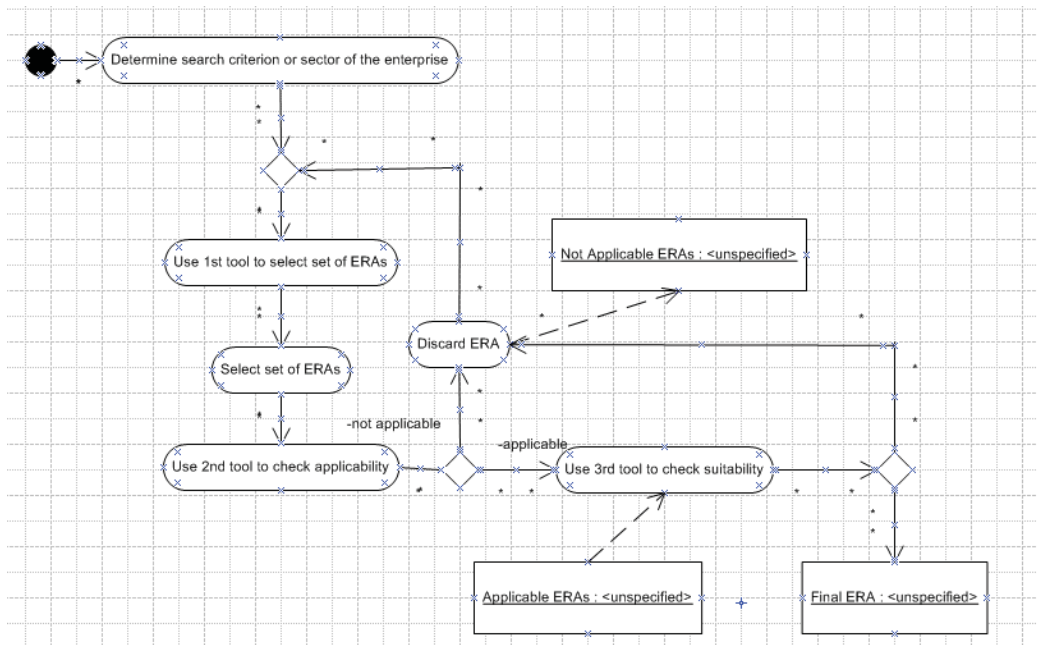 Determine search criterion or sector of the enterprise
Use 1st tool to select set of ERAs
Not Applicable ERAs : <unspecified>
Discard ERA
Select set of ERAs
-not applicable
-applicable
Use 2nd tool to check applicability
Use 3rd tool to check suitability
Applicable ERAs : <unspecified>
Final ERA : <unspecified>